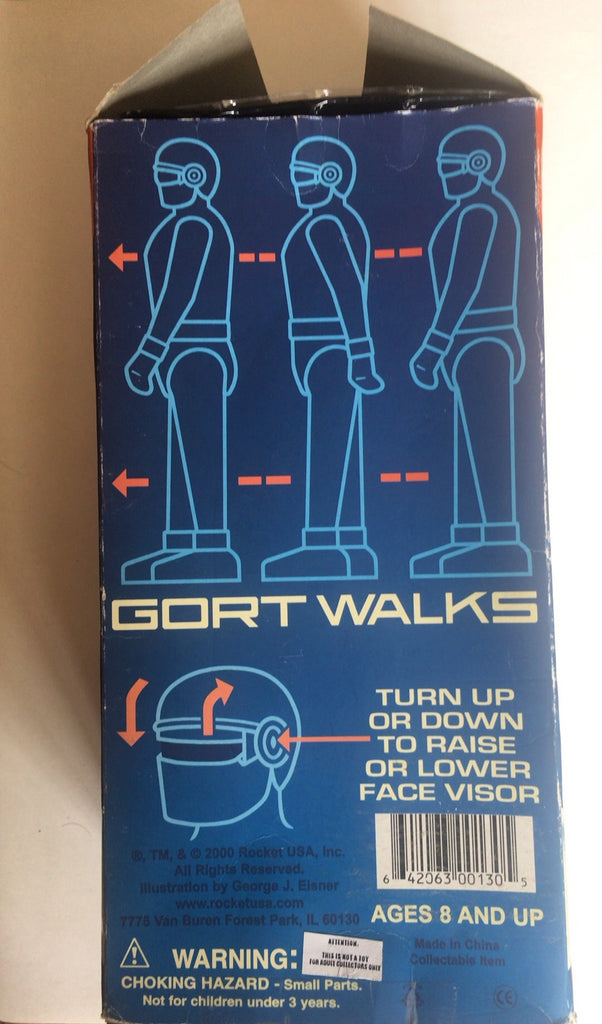 GORT WALKS
TURN UP
OR DOWN
TO RAISE
OR LOWER
FACE VISOR
6 42063 00130 5
®, TM, & © 2000 Rocket USA, Inc.
All Rights Reserved.
Illustration by George J. Eisner
www.rocketusa.com
7776 Van Buren Forest Park, IL 60130
AGES 8 AND UP
WARNING:
CHOKING HAZARD - Small Parts.
Not for children under 3 years.
ATTENTION:
THIS IS NOT A TOY
FOR ADULT COLLECTORS ONLY
Made in China
Collectable Item
CE